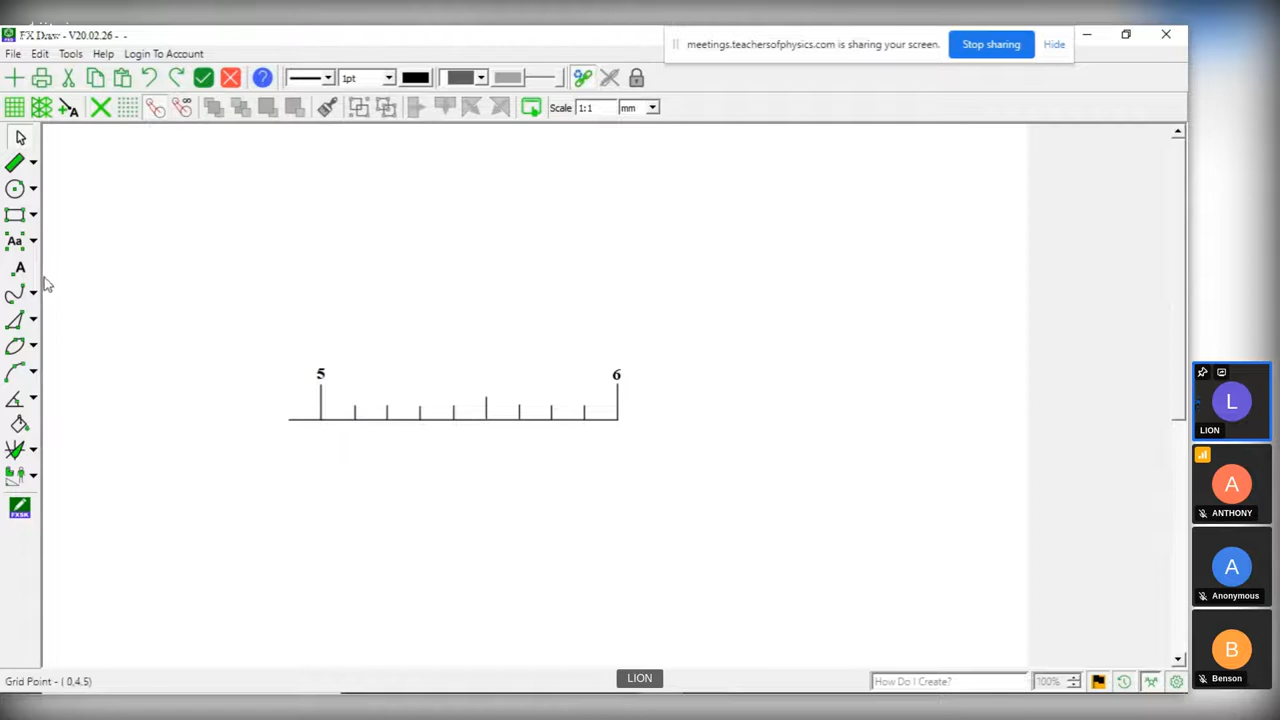 FX Draw - V20.02.26 - -
meetings.teachersofphysics.com is sharing your screen.
Stop sharing
Hide
File Edit Tools Help Login To Account
1pt
Scale 1:1 mm
Aa
A
5 6
FXSK
L
LION
A
ANTHONY
A
Anonymous
B
Benson
Grid Point - ( 0,4.5)
LION
How Do I Create?
100%